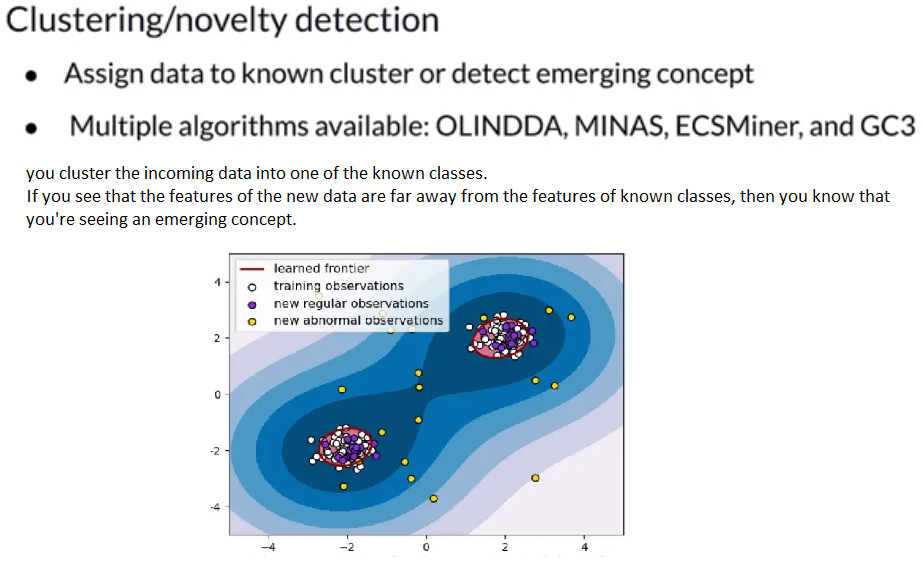 Clustering/novelty detection
● Assign data to known cluster or detect emerging concept
● Multiple algorithms available: OLINDDA, MINAS, ECSMiner, and GC3
you cluster the incoming data into one of the known classes.
If you see that the features of the new data are far away from the features of known classes, then you know that
you're seeing an emerging concept.
learned frontier
training observations
new regular observations
new abnormal observations
4
2
0
-2
-4
−4
−2
0
2
4